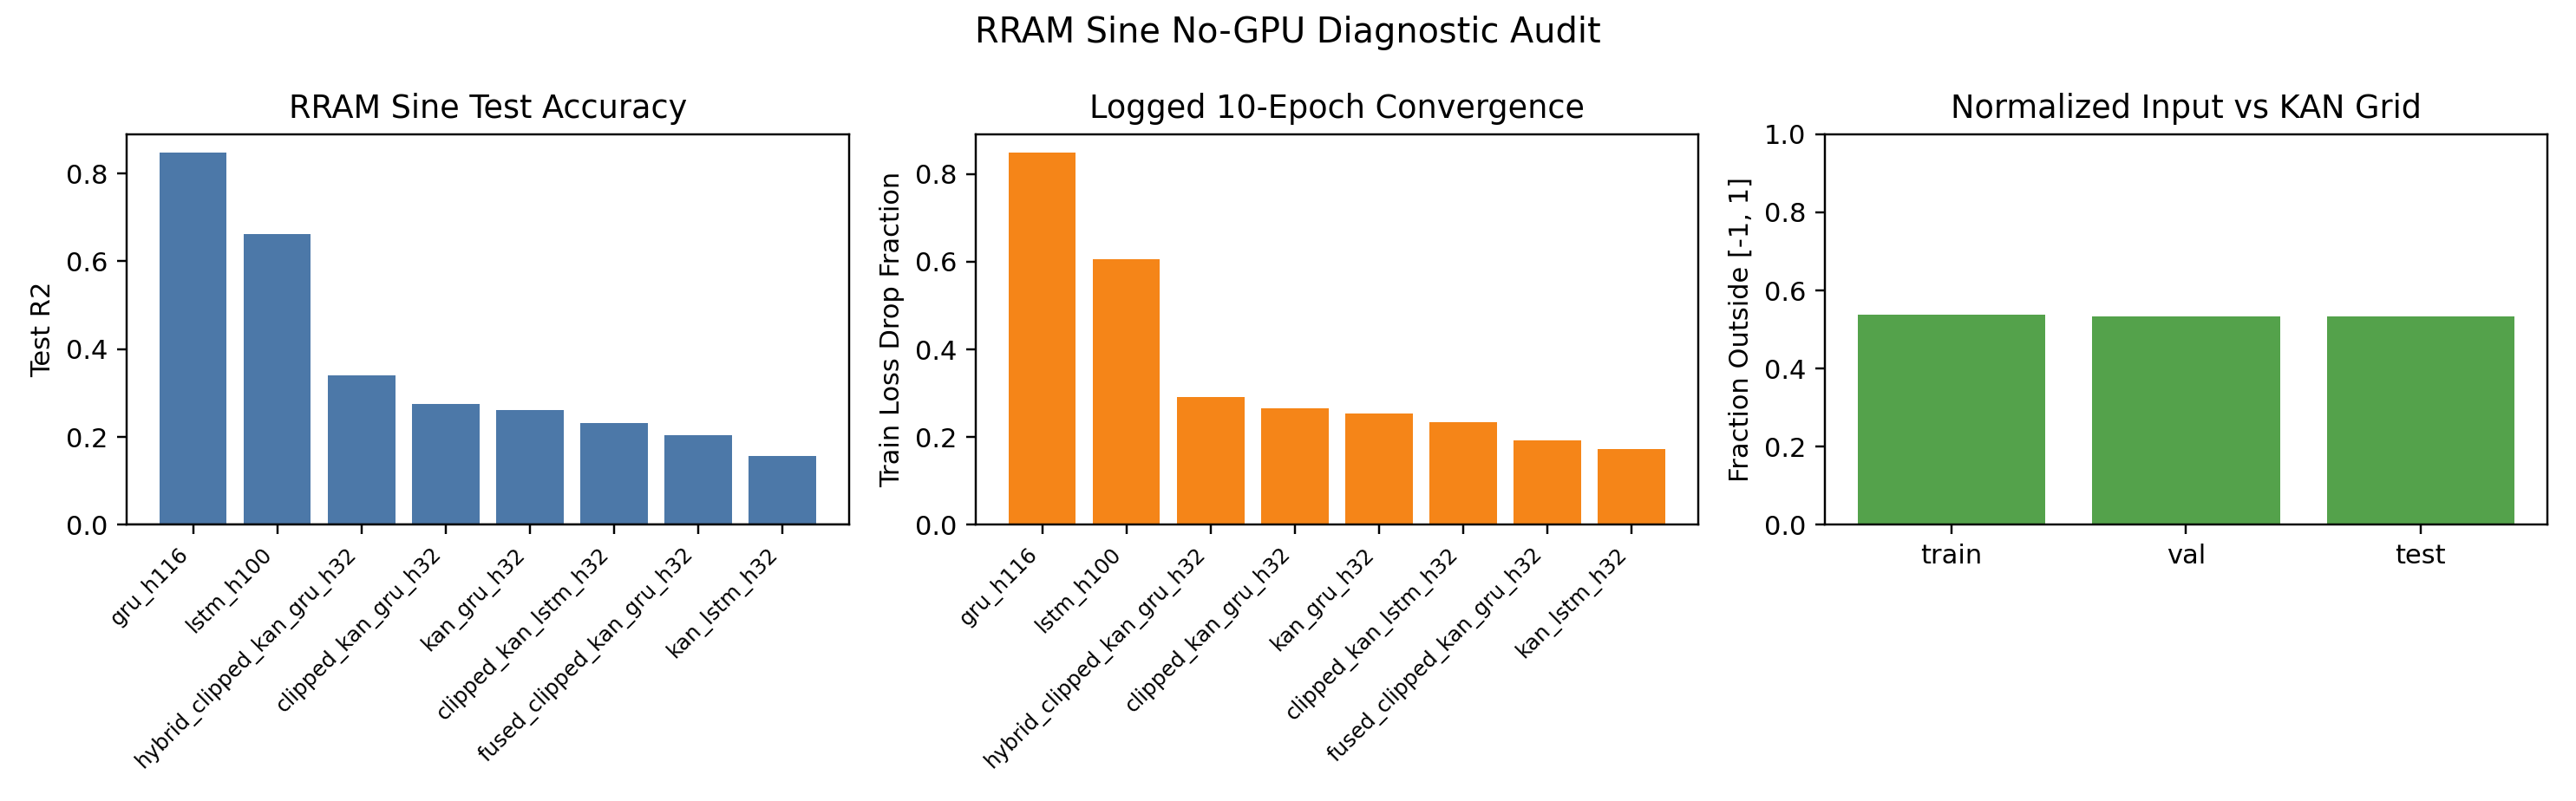 RRAM Sine No-GPU Diagnostic Audit
RRAM Sine Test Accuracy
Test R2
0.8
0.6
0.4
0.2
0.0
gru_h116
lstm_h100
hybrid_clipped_kan_gru_h32
clipped_kan_gru_h32
kan_gru_h32
clipped_kan_lstm_h32
fused_clipped_kan_gru_h32
kan_lstm_h32
Logged 10-Epoch Convergence
Train Loss Drop Fraction
0.8
0.6
0.4
0.2
0.0
gru_h116
lstm_h100
hybrid_clipped_kan_gru_h32
clipped_kan_gru_h32
kan_gru_h32
clipped_kan_lstm_h32
fused_clipped_kan_gru_h32
kan_lstm_h32
Normalized Input vs KAN Grid
Fraction Outside [-1, 1]
1.0
0.8
0.6
0.4
0.2
0.0
train
val
test